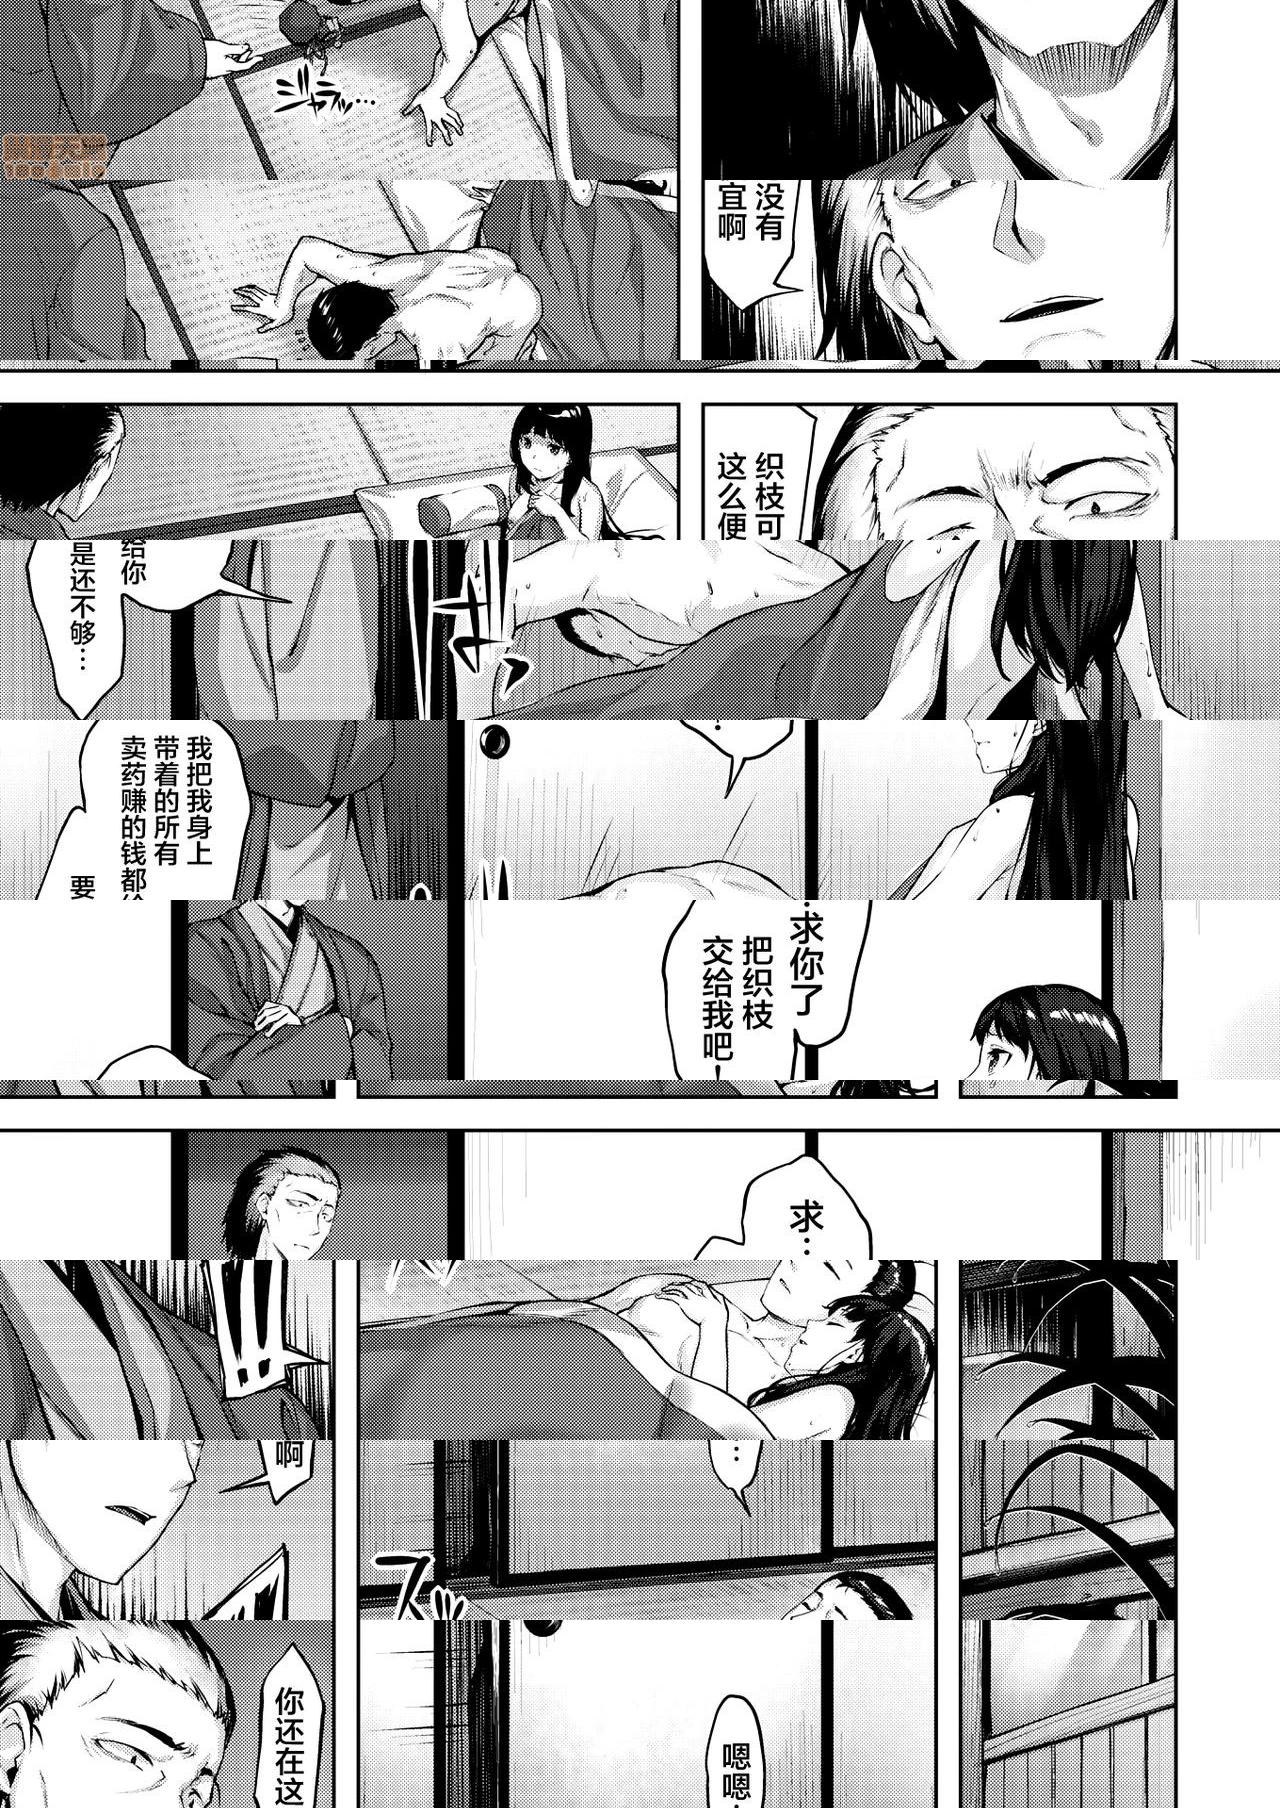 嗯嗯…
スッ
你还在这啊
!!
求…求你了
把织枝
交给我吧！
我把我身上
带着的所有
卖药赚的钱都给你
要是还不够…
织枝可没有
这么便宜啊
ジャラッ…